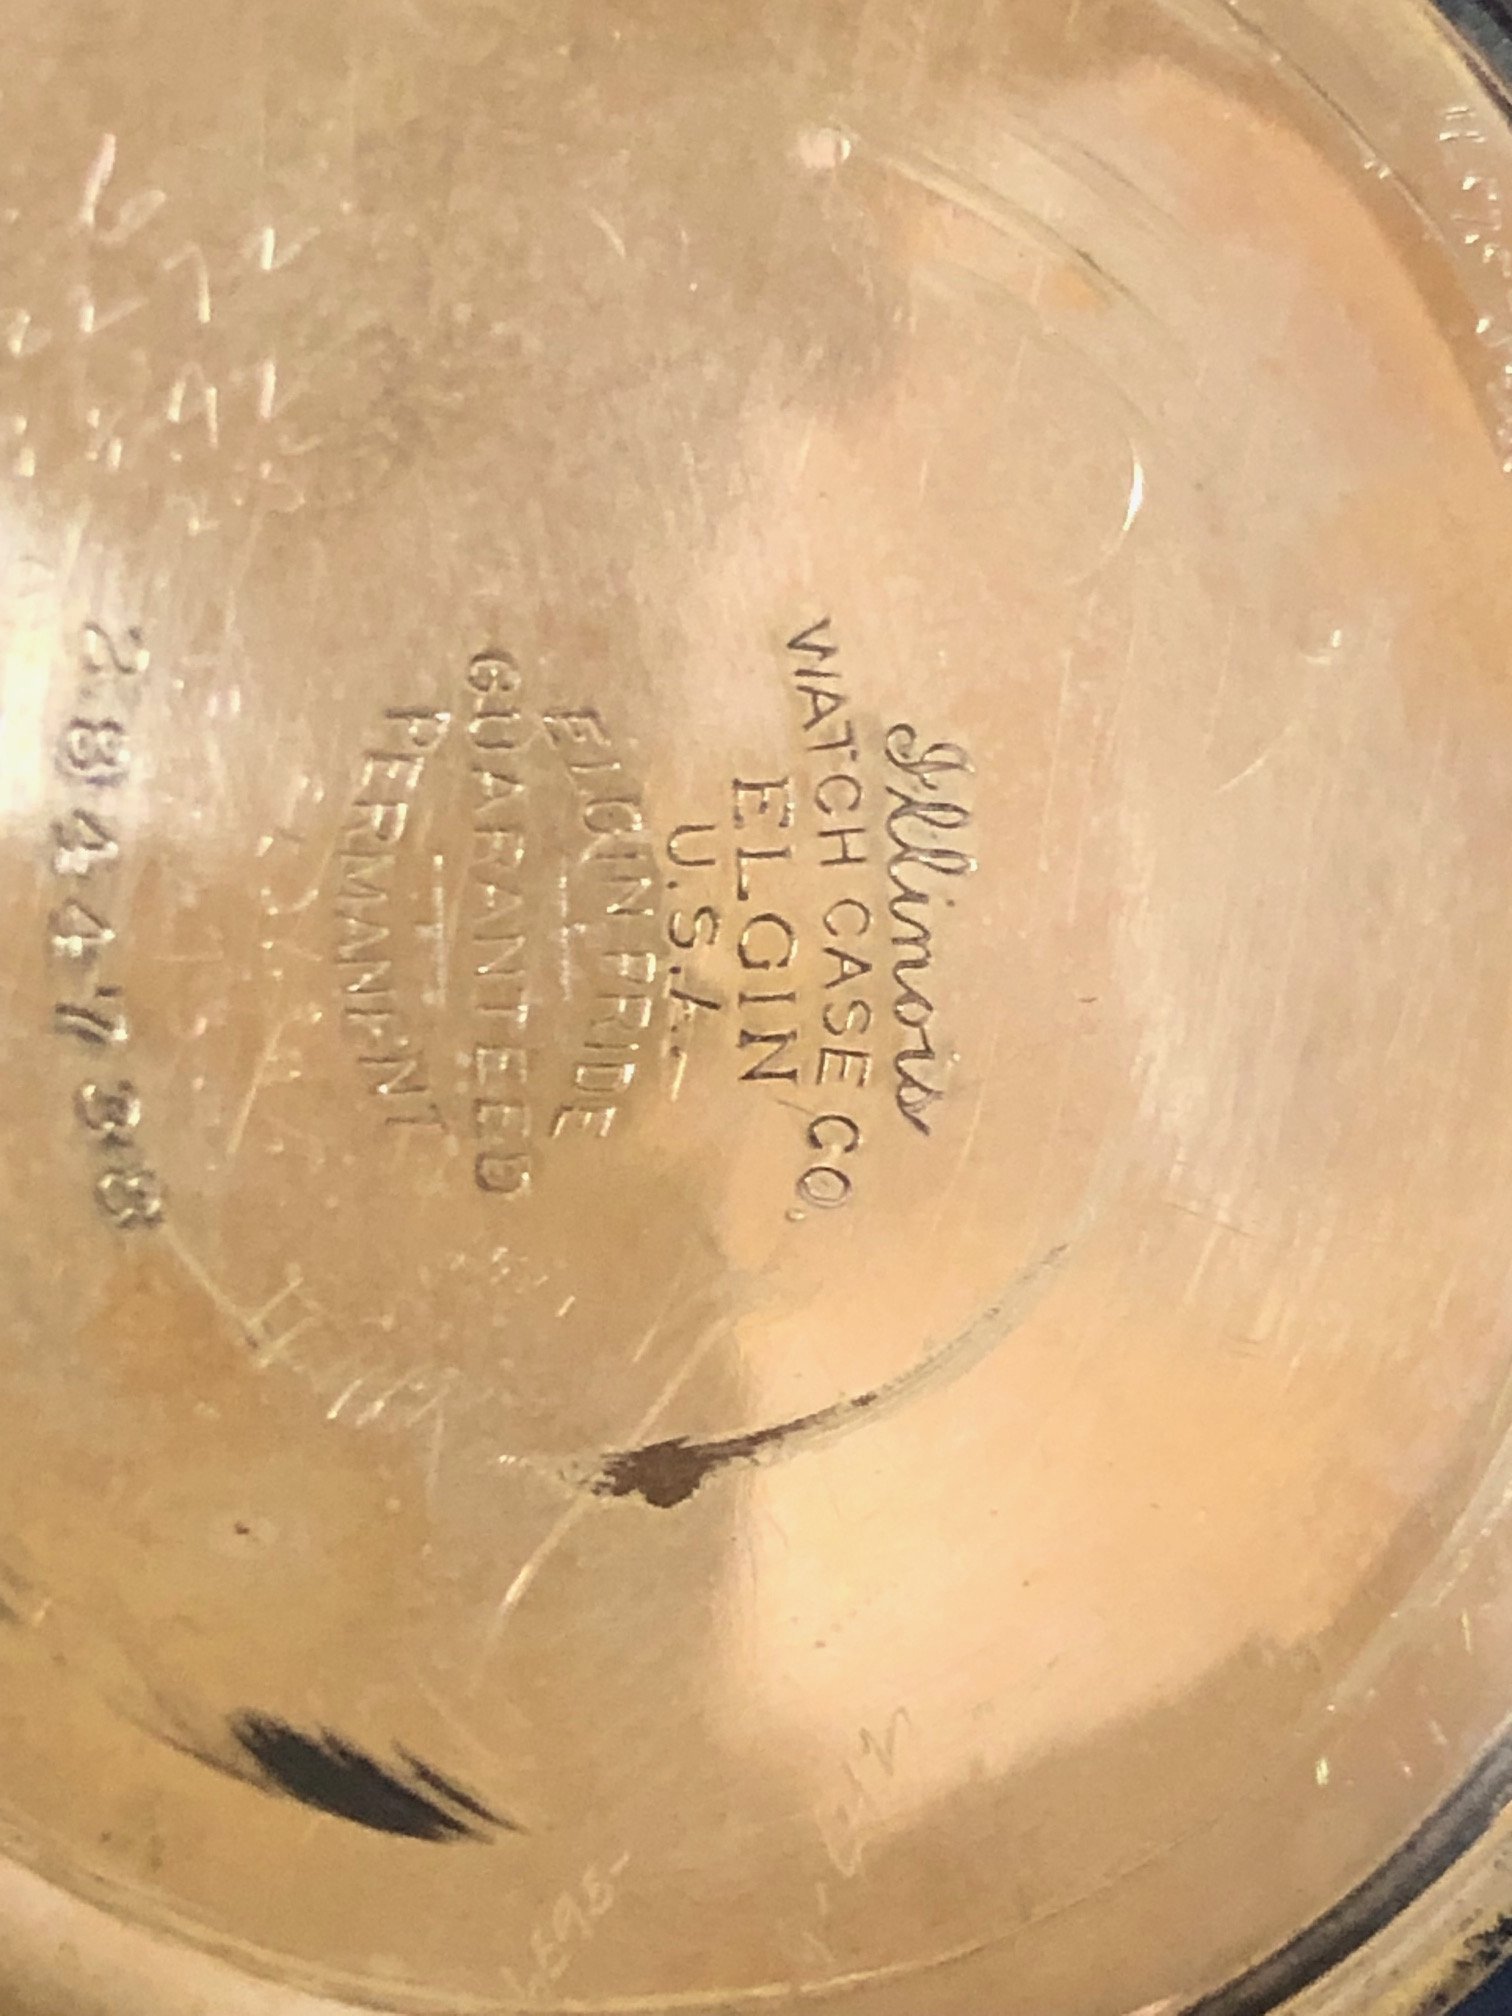 Illinois
WATCH CASE CO.
ELGIN
U.S.A.
ELGIN PRIDE
GUARANTEED
PERMANENT
2844738